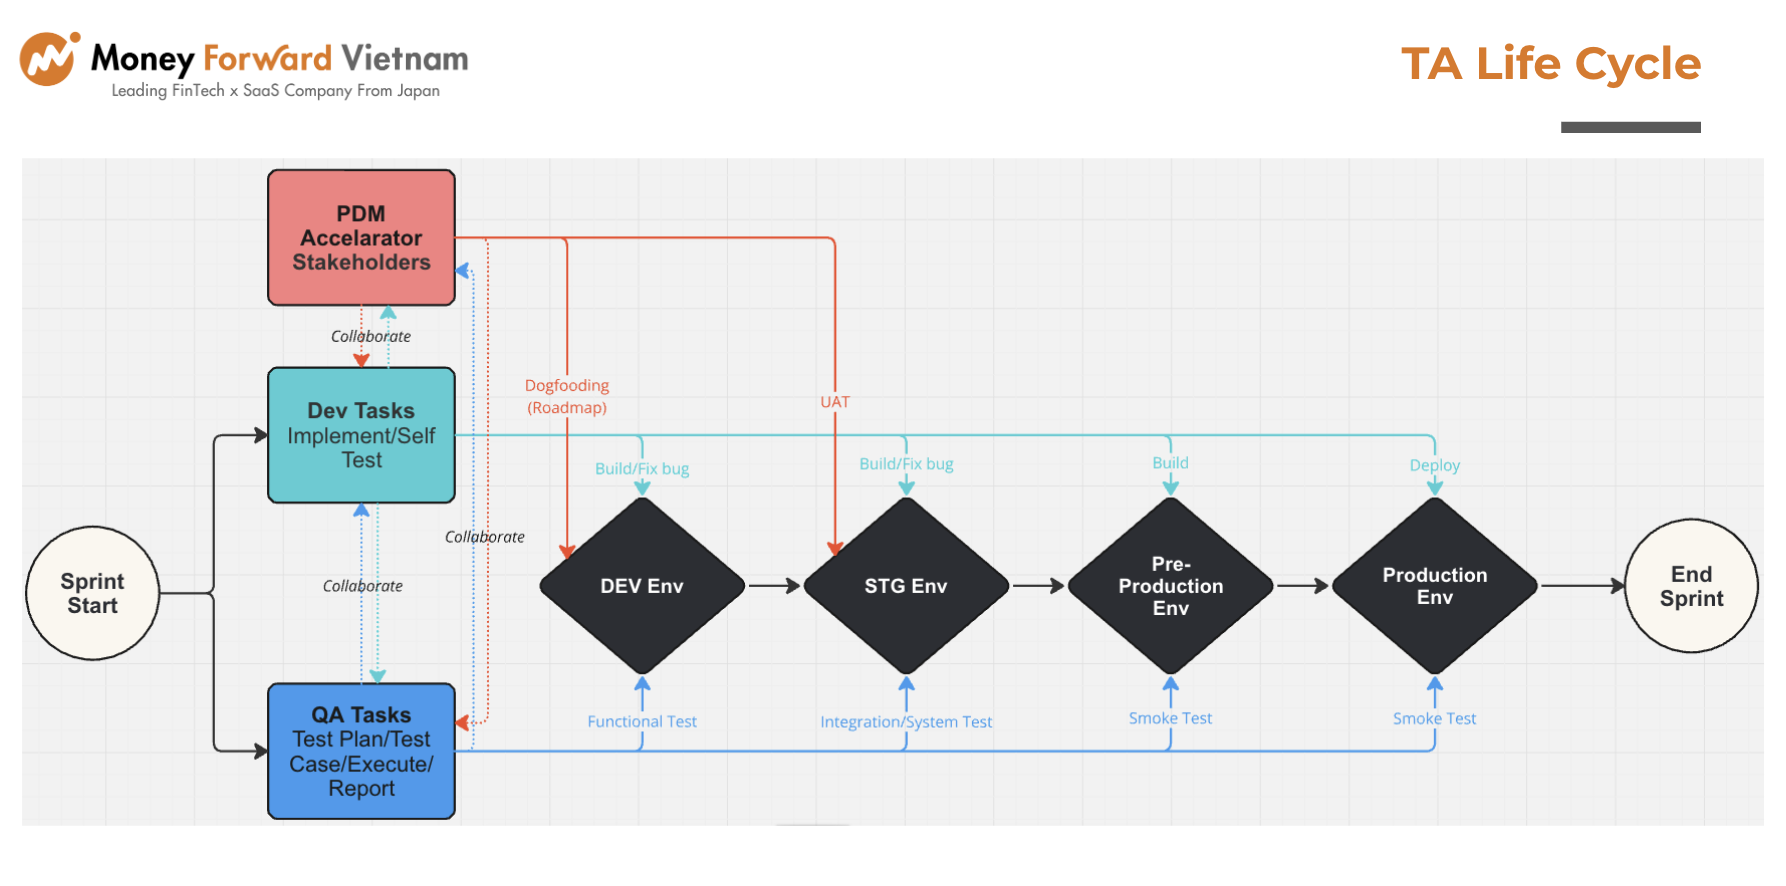 Money Forward Vietnam
Leading FinTech x SaaS Company From Japan
TA Life Cycle
PDM
Accelarator
Stakeholders
Collaborate
Dev Tasks
Implement/Self
Test
Dogfooding
(Roadmap)
UAT
Build/Fix bug
Build/Fix bug
Build
Deploy
Collaborate
Collaborate
Sprint
Start
DEV Env
STG Env
Pre-
Production
Env
Production
Env
End
Sprint
QA Tasks
Test Plan/Test
Case/Execute/
Report
Functional Test
Integration/System Test
Smoke Test
Smoke Test